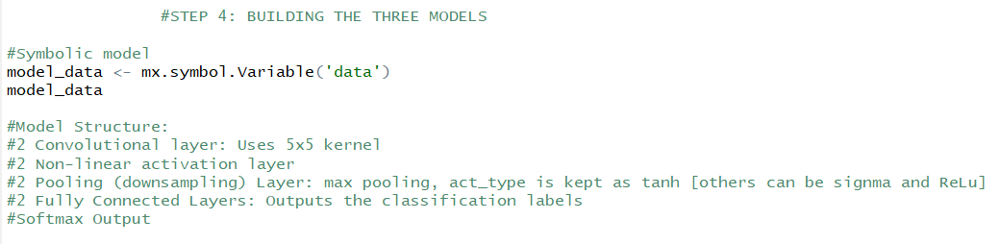 #STEP 4: BUILDING THE THREE MODELS
#Symbolic model
model_data <- mx.symbol.Variable('data')
model_data
#Model Structure:
#2 Convolutional layer: Uses 5x5 kernel
#2 Non-linear activation layer
#2 Pooling (downsampling) Layer: max pooling, act_type is kept as tanh [others can be signma and ReLu]
#2 Fully Connected Layers: Outputs the classification labels
#Softmax Output